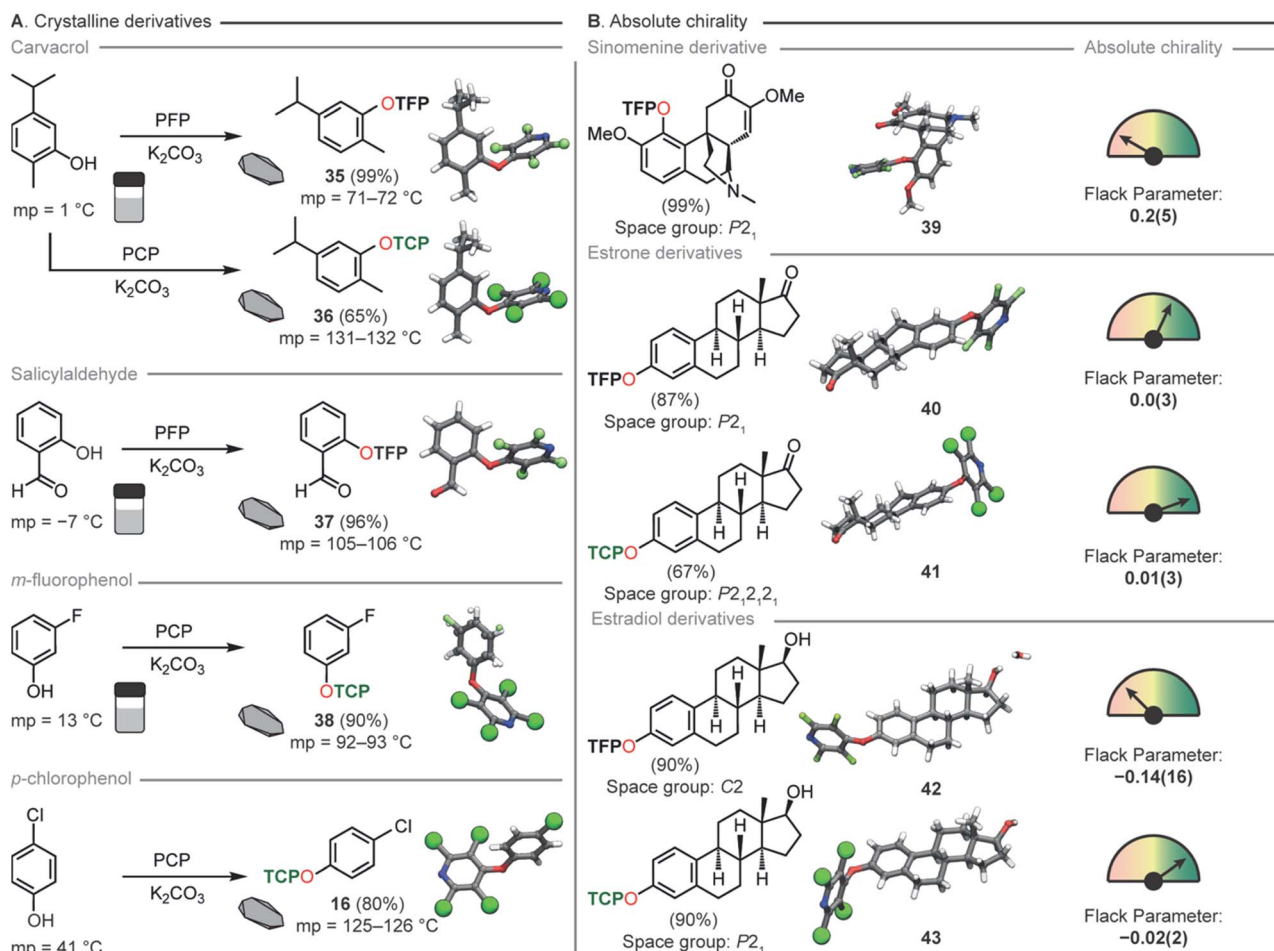 A. Crystalline derivatives
Carvacrol
OH
mp = 1 °C
PFP
K₂CO₃
OTFP
35 (99%)
mp = 71–72 °C
PCP
K₂CO₃
OTCP
36 (65%)
mp = 131–132 °C
Salicylaldehyde
OH
H
O
mp = −7 °C
PFP
K₂CO₃
OTFP
H
O
37 (96%)
mp = 105–106 °C
m-fluorophenol
F
OH
mp = 13 °C
PCP
K₂CO₃
F
OTCP
38 (90%)
mp = 92–93 °C
p-chlorophenol
Cl
OH
mp = 41 °C
PCP
K₂CO₃
Cl
TCPO
16 (80%)
mp = 125–126 °C
B. Absolute chirality
Sinomenine derivative
Absolute chirality
O
TFPO
OMe
MeO
N
(99%)
Space group: P2₁
39
Flack Parameter:
0.2(5)
Estrone derivatives
O
H
H
H
TFPO
(87%)
Space group: P2₁
40
Flack Parameter:
0.0(3)
O
H
H
H
TCPO
(67%)
Space group: P2₁2₁2₁
41
Flack Parameter:
0.01(3)
Estradiol derivatives
OH
H
H
H
TFPO
(90%)
Space group: C2
42
Flack Parameter:
−0.14(16)
OH
H
H
H
TCPO
(90%)
Space group: P2₁
43
Flack Parameter:
−0.02(2)